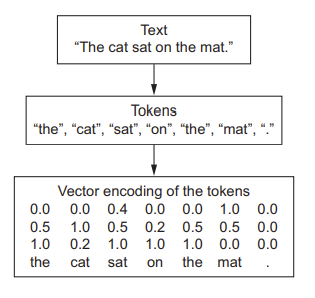 Text
“The cat sat on the mat.”
Tokens
“the”, “cat”, “sat”, “on”, “the”, “mat”, “.”
Vector encoding of the tokens
0.0 0.0 0.4 0.0 0.0 1.0 0.0
0.5 1.0 0.5 0.2 0.5 0.5 0.0
1.0 0.2 1.0 1.0 1.0 0.0 0.0
the cat sat on the mat .